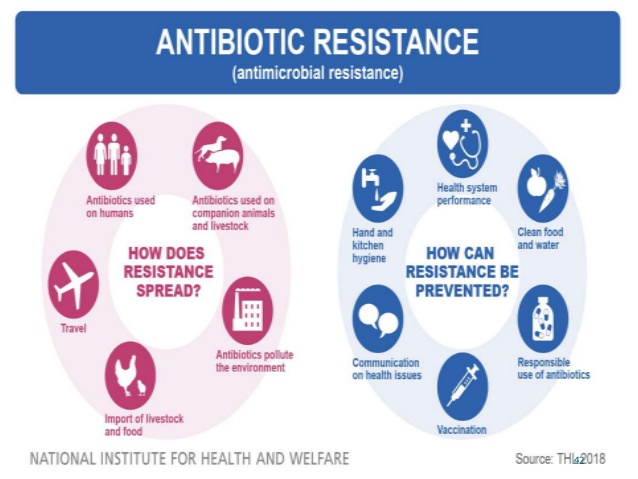 ANTIBIOTIC RESISTANCE
(antimicrobial resistance)
Antibiotics used
on humans
Antibiotics used on
companion animals
and livestock
HOW DOES
RESISTANCE
SPREAD?
Travel
Antibiotics pollute
the environment
Import of livestock
and food
Health system
performance
Hand and
kitchen
hygiene
Clean food
and water
HOW CAN
RESISTANCE BE
PREVENTED?
Communication
on health issues
Responsible
use of antibiotics
Vaccination
NATIONAL INSTITUTE FOR HEALTH AND WELFARE
Source: THL 2018
42